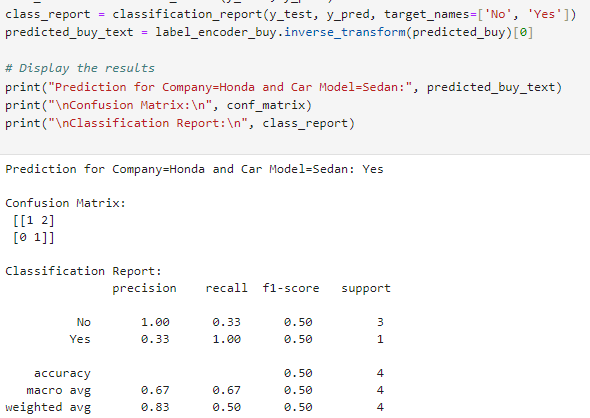 class_report = classification_report(y_test, y_pred, target_names=['No', 'Yes'])
predicted_buy_text = label_encoder_buy.inverse_transform(predicted_buy)[0]
# Display the results
print("Prediction for Company=Honda and Car Model=Sedan:", predicted_buy_text)
print("\nConfusion Matrix:\n", conf_matrix)
print("\nClassification Report:\n", class_report)
Prediction for Company=Honda and Car Model=Sedan: Yes
Confusion Matrix:
[[1 2]
[0 1]]
Classification Report:
precision recall f1-score support
No 1.00 0.33 0.50 3
Yes 0.33 1.00 0.50 1
accuracy 0.50 4
macro avg 0.67 0.67 0.50 4
weighted avg 0.83 0.50 0.50 4